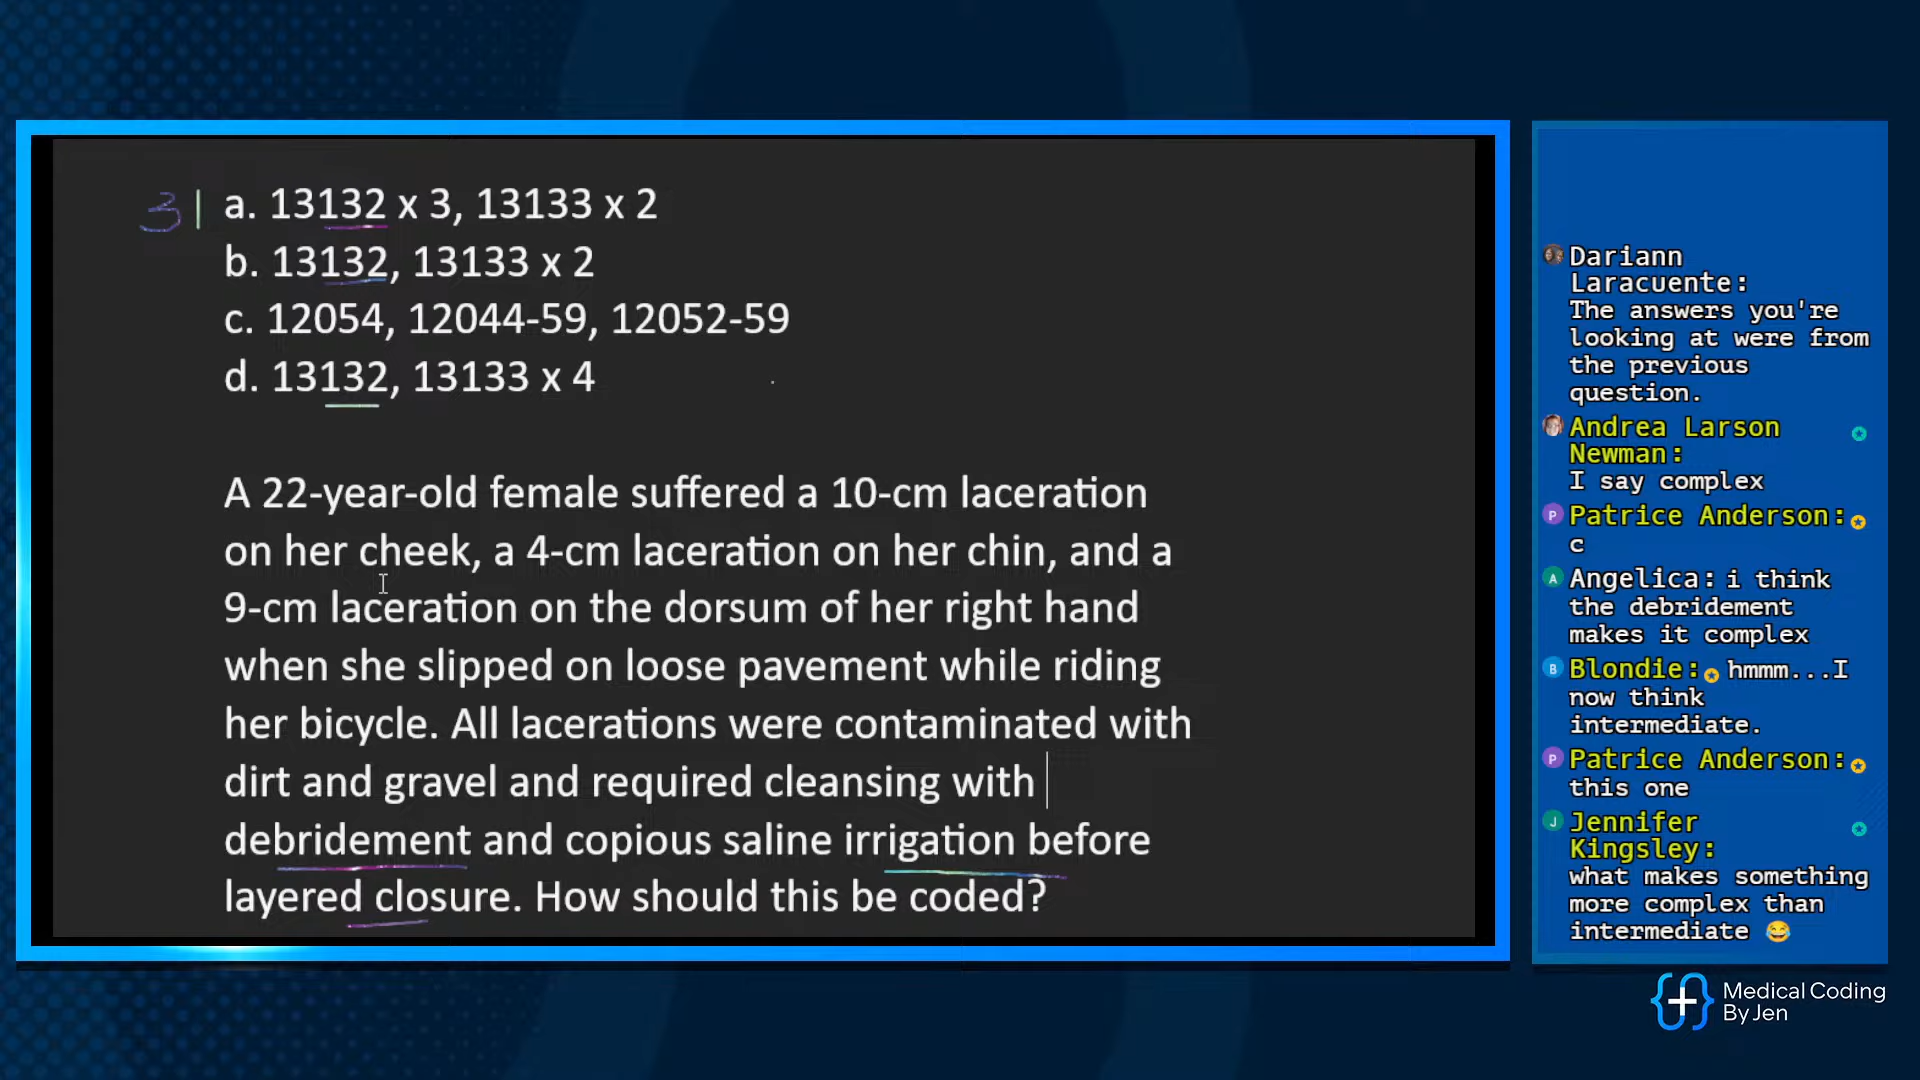 3
a. 13132 x 3, 13133 x 2
b. 13132, 13133 x 2
c. 12054, 12044-59, 12052-59
d. 13132, 13133 x 4
A 22-year-old female suffered a 10-cm laceration
on her cheek, a 4-cm laceration on her chin, and a
9-cm laceration on the dorsum of her right hand
when she slipped on loose pavement while riding
her bicycle. All lacerations were contaminated with
dirt and gravel and required cleansing with
debridement and copious saline irrigation before
layered closure. How should this be coded?
Dariann
Laracuente:
The answers you're
looking at were from
the previous
question.
Andrea Larson
Newman:
I say complex
P Patrice Anderson:
c
A Angelica: i think
the debridement
makes it complex
B Blondie: hmmm...I
now think
intermediate.
P Patrice Anderson:
this one
J Jennifer
Kingsley:
what makes something
more complex than
intermediate 😂
Medical Coding
By Jen